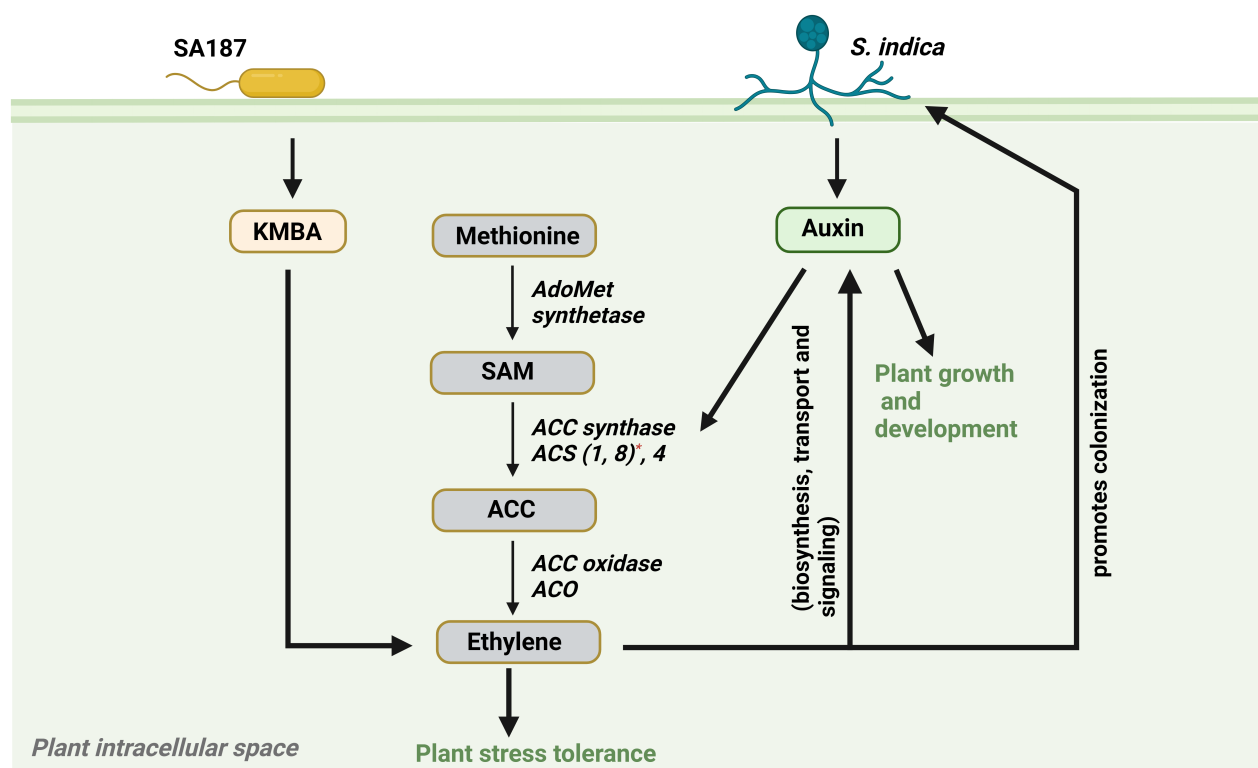 SA187
S. indica
KMBA
Methionine
Auxin
AdoMet
synthetase
SAM
ACC synthase
ACS (1, 8)*, 4
ACC
ACC oxidase
ACO
Ethylene
(biosynthesis, transport and
signaling)
Plant growth
and
development
promotes colonization
Plant intracellular space
Plant stress tolerance